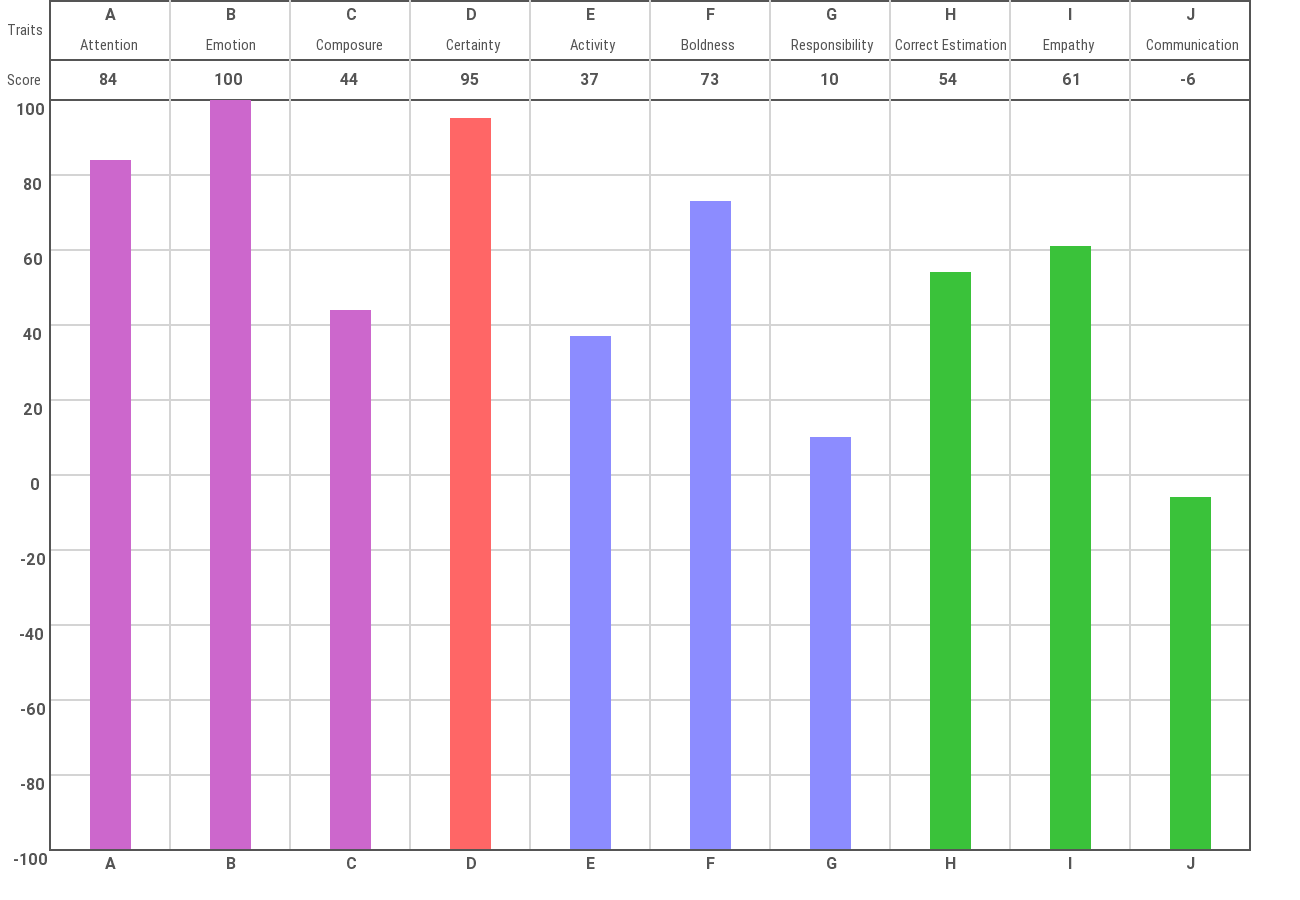 Traits
A B C D E F G H I J
Attention Emotion Composure Certainty Activity Boldness Responsibility Correct Estimation Empathy Communication
Score 84 100 44 95 37 73 10 54 61 -6
100
80
60
40
20
0
-20
-40
-60
-80
-100
A B C D E F G H I J